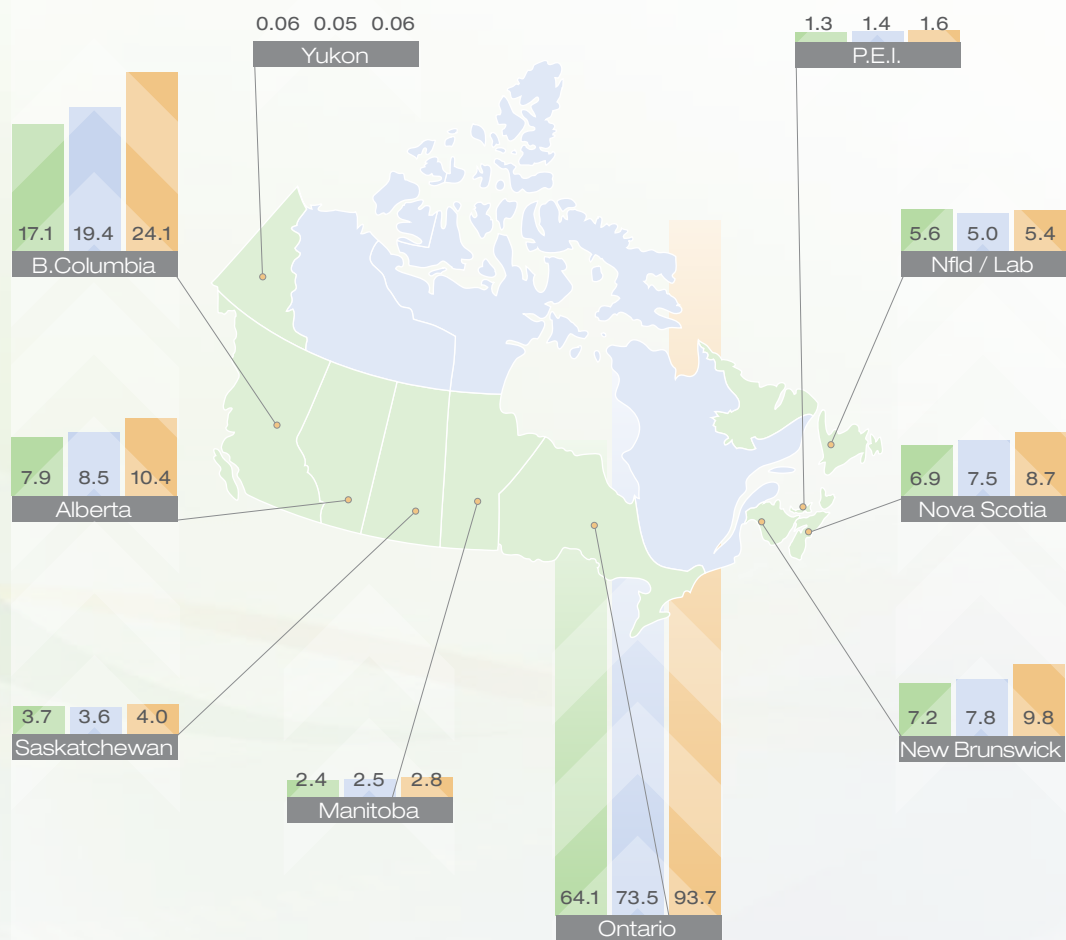 0.06 0.05 0.06
Yukon
1.3 1.4 1.6
P.E.I.
17.1 19.4 24.1
B.Columbia
5.6 5.0 5.4
Nfld / Lab
7.9 8.5 10.4
Alberta
6.9 7.5 8.7
Nova Scotia
3.7 3.6 4.0
Saskatchewan
7.2 7.8 9.8
New Brunswick
2.4 2.5 2.8
Manitoba
64.1 73.5 93.7
Ontario